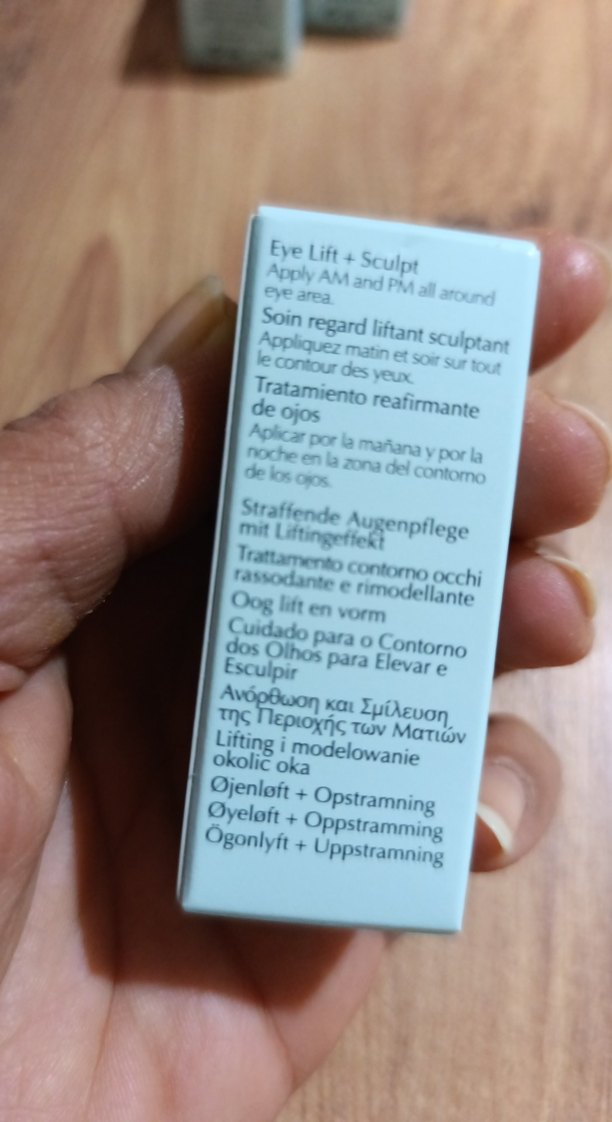 Eye Lift + Sculpt
Apply AM and PM all around
eye area.
Soin regard liftant sculptant
Appliquez matin et soir sur tout
le contour des yeux.
Tratamiento reafirmante
de ojos
Aplicar por la mañana y por la
noche en la zona del contorno
de los ojos.
Straffende Augenpflege
mit Liftingeffekt
Trattamento contorno occhi
rassodante e rimodellante
Oog lift en vorm
Cuidado para o Contorno
dos Olhos para Elevar e
Esculpir
Ανόρθωση και Σμίλευση
της Περιοχής των Ματιών
Lifting i modelowanie
okolic oka
Øjenløft + Opstramning
Øyeløft + Oppstramming
Ögonlyft + Uppstramning